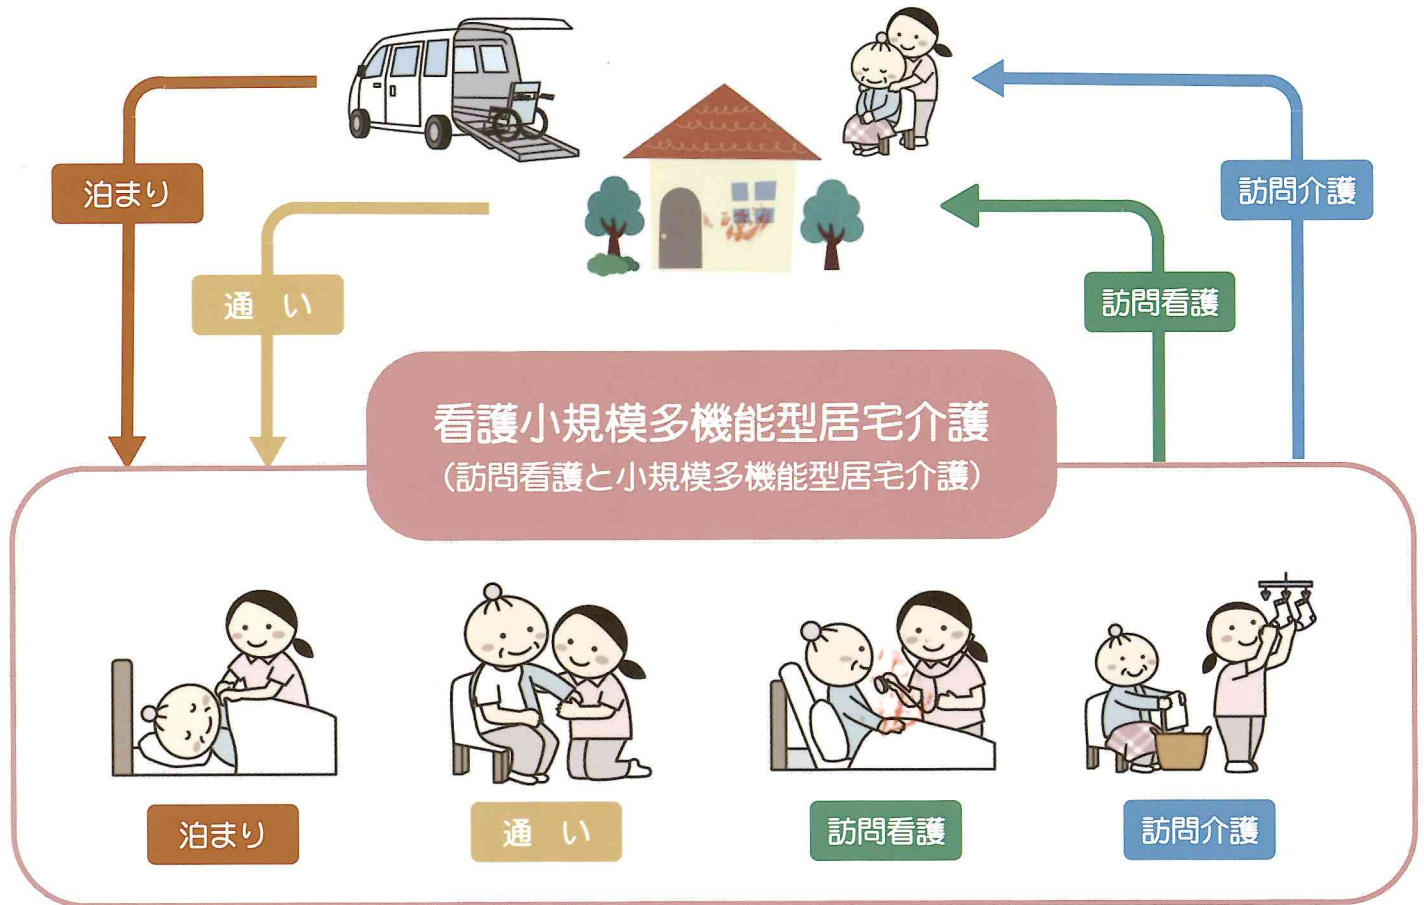 泊まり
訪問介護
通い
訪問看護
看護小規模多機能型居宅介護
（訪問看護と小規模多機能型居宅介護）
泊まり
通い
訪問看護
訪問介護